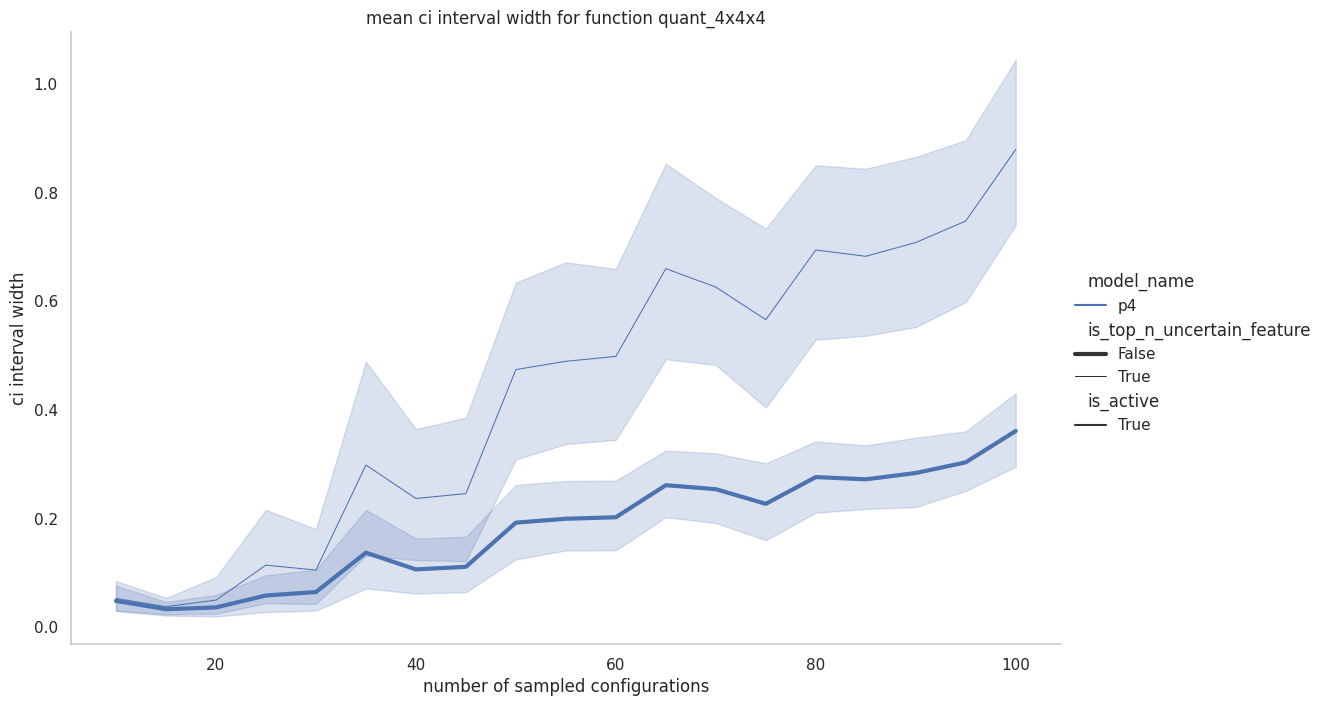 mean ci interval width for function quant_4x4x4
1.0
0.8
0.6
0.4
0.2
0.0
ci interval width
20
40
60
80
100
number of sampled configurations
model_name
p4
is_top_n_uncertain_feature
False
True
is_active
True